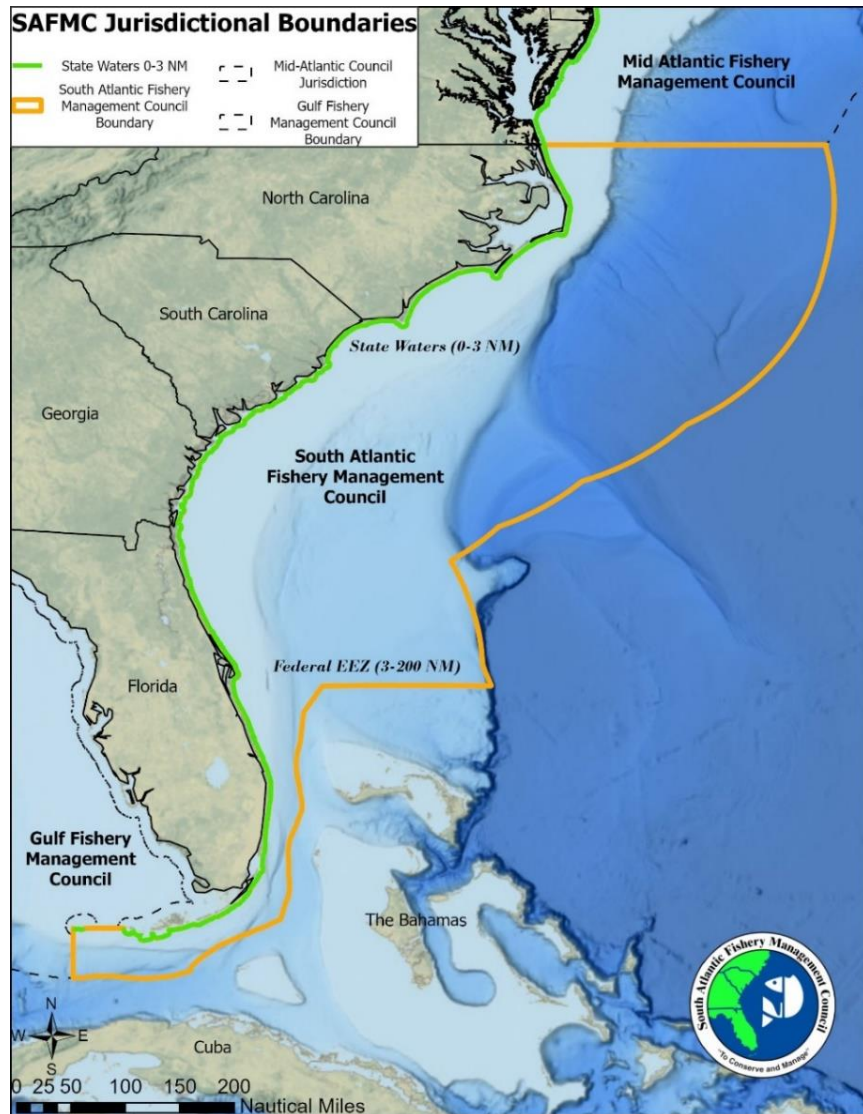 SAFMC Jurisdictional Boundaries
State Waters 0-3 NM
South Atlantic Fishery
Management Council
Boundary
Mid-Atlantic Council
Jurisdiction
Gulf Fishery
Management Council
Boundary
Mid Atlantic Fishery
Management Council
North Carolina
South Carolina
State Waters (0-3 NM)
Georgia
South Atlantic
Fishery Management
Council
Federal EEZ (3-200 NM)
Florida
Gulf Fishery
Management
Council
The Bahamas
South Atlantic Fishery Management Council
"To Conserve and Manage"
N
W E
S
Cuba
0 25 50 100 150 200
Nautical Miles